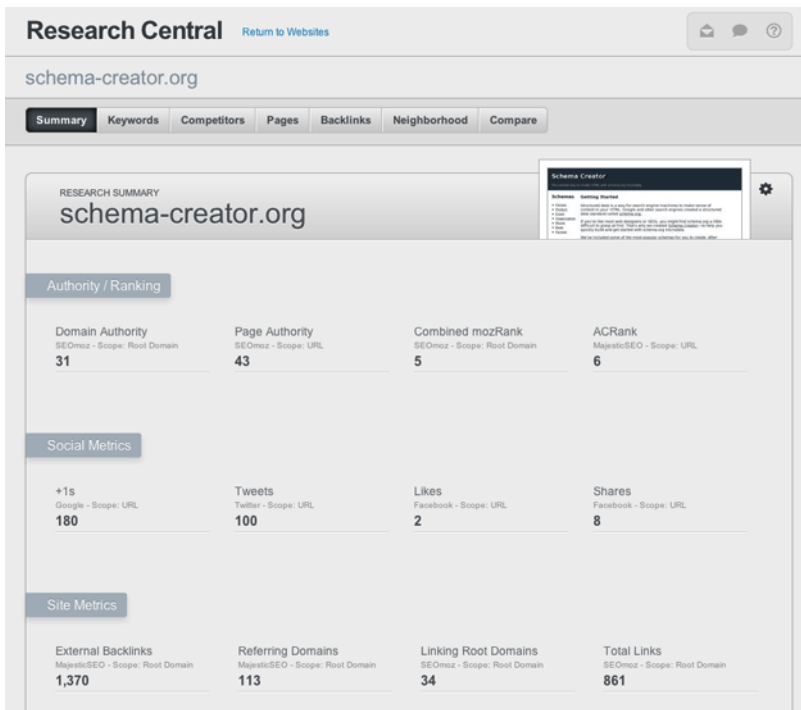 Research Central Return to Websites
schema-creator.org
Summary Keywords Competitors Pages Backlinks Neighborhood Compare
RESEARCH SUMMARY
schema-creator.org
Schema Creator
Schemas
Getting Started
Authority / Ranking
Domain Authority
SEOmoz - Scope: Root Domain
31
Page Authority
SEOmoz - Scope: URL
43
Combined mozRank
SEOmoz - Scope: Root Domain
5
ACRank
MajesticSEO - Scope: URL
6
Social Metrics
+1s
Google - Scope: URL
180
Tweets
Twitter - Scope: URL
100
Likes
Facebook - Scope: URL
2
Shares
Facebook - Scope: URL
8
Site Metrics
External Backlinks
MajesticSEO - Scope: Root Domain
1,370
Referring Domains
MajesticSEO - Scope: Root Domain
113
Linking Root Domains
SEOmoz - Scope: Root Domain
34
Total Links
SEOmoz - Scope: Root Domain
861